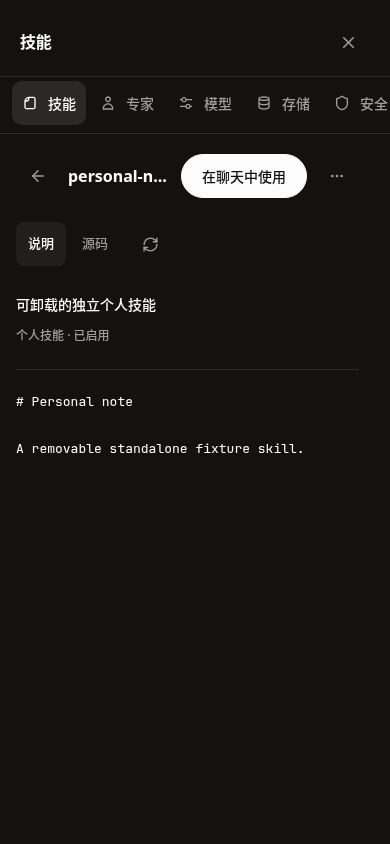 技能
技能 专家 模型 存储 安全
personal-n... 在聊天中使用
说明 源码
可卸载的独立个人技能
个人技能 · 已启用
# Personal note
A removable standalone fixture skill.